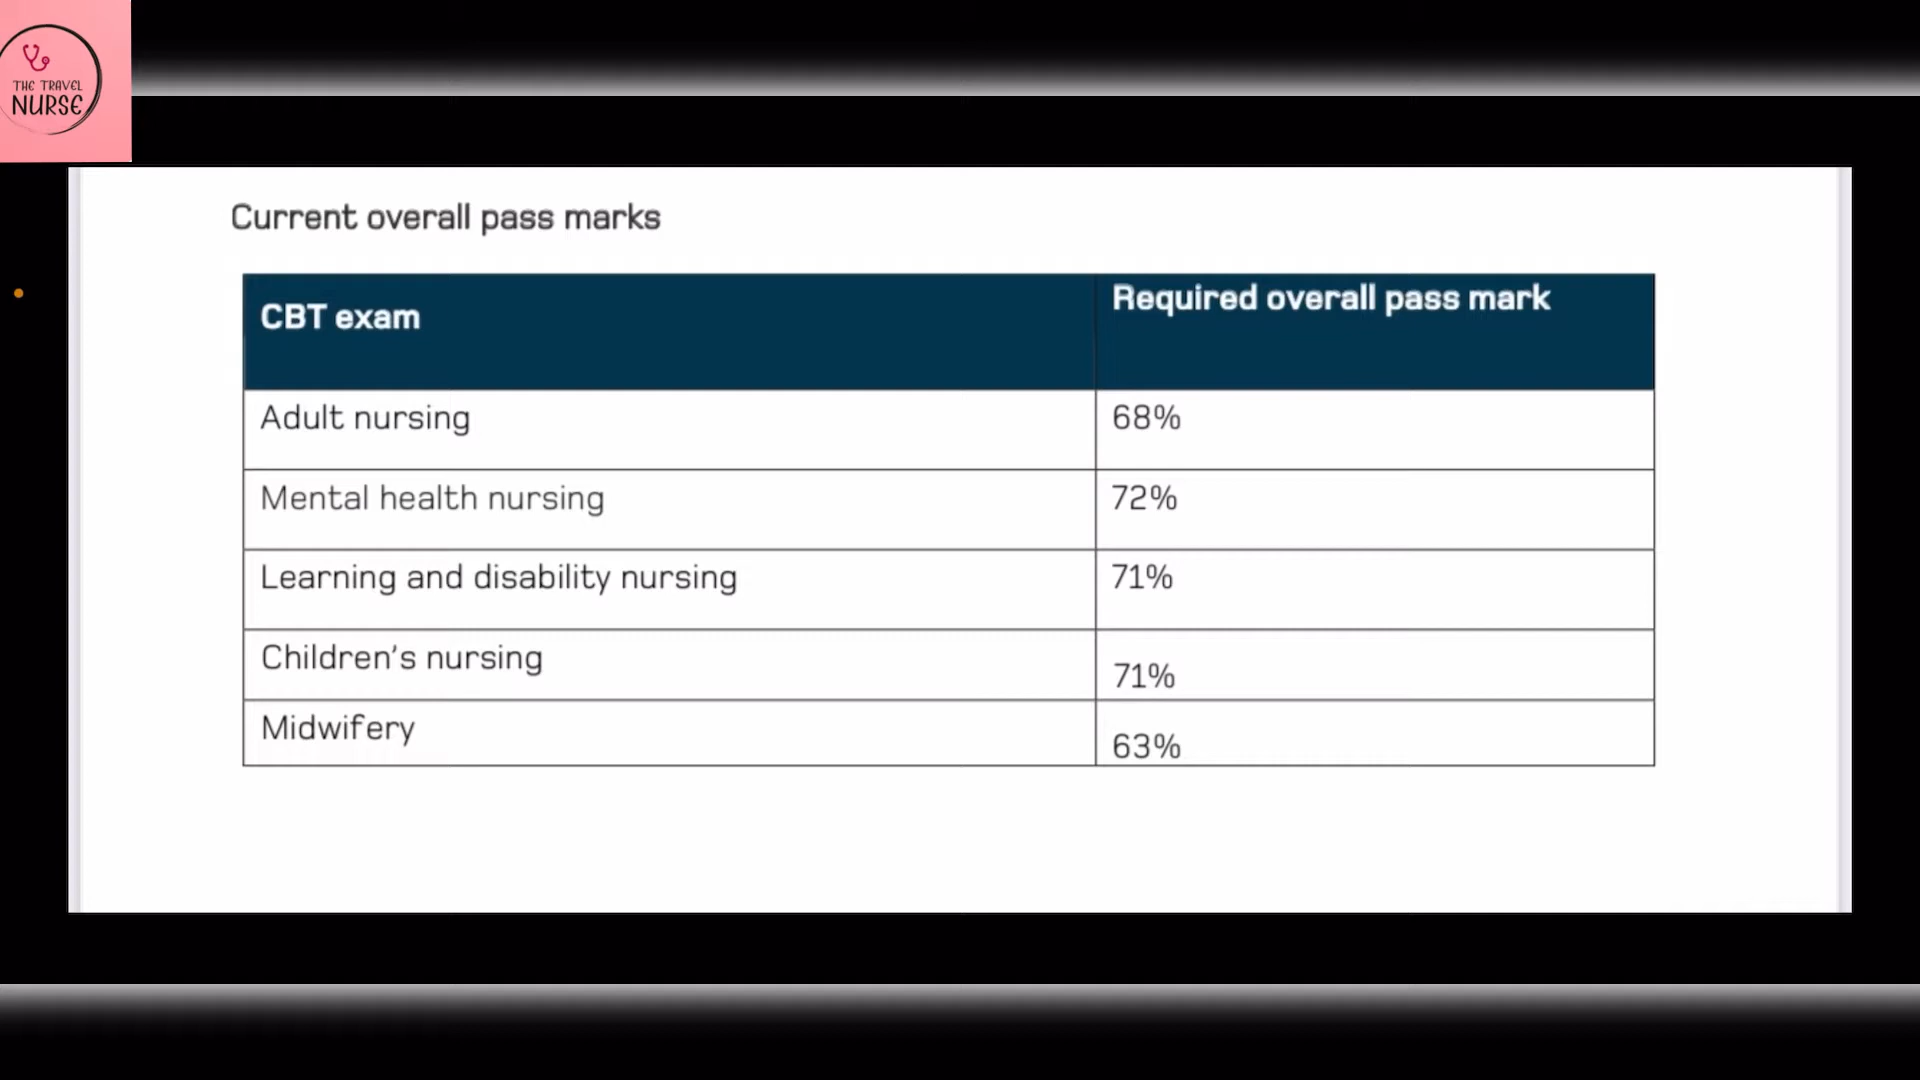 THE TRAVEL
NURSE
Current overall pass marks
CBT exam
Required overall pass mark
Adult nursing
68%
Mental health nursing
72%
Learning and disability nursing
71%
Children's nursing
71%
Midwifery
63%